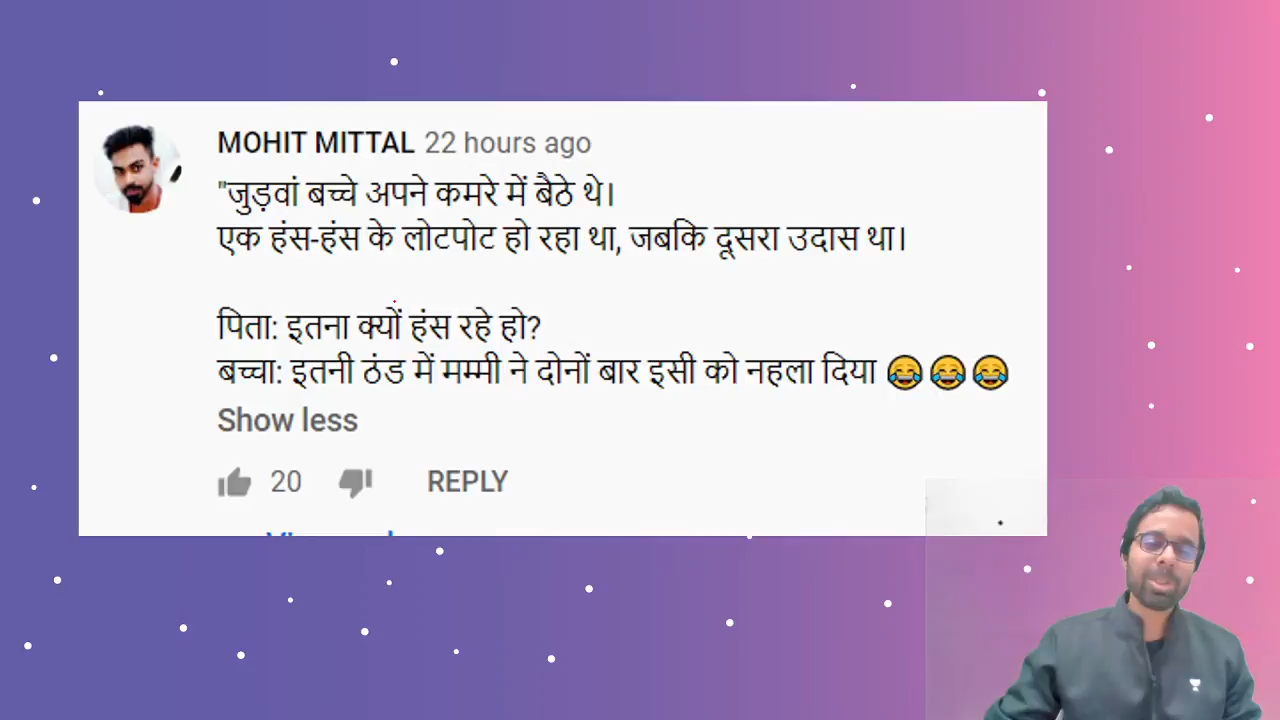 MOHIT MITTAL 22 hours ago
"जुड़वां बच्चे अपने कमरे में बैठे थे।
एक हंस-हंस के लोटपोट हो रहा था, जबकि दूसरा उदास था।
पिता: इतना क्यों हंस रहे हो?
बच्चा: इतनी ठंड में मम्मी ने दोनों बार इसी को नहला दिया 😂😂😂
Show less
20 REPLY